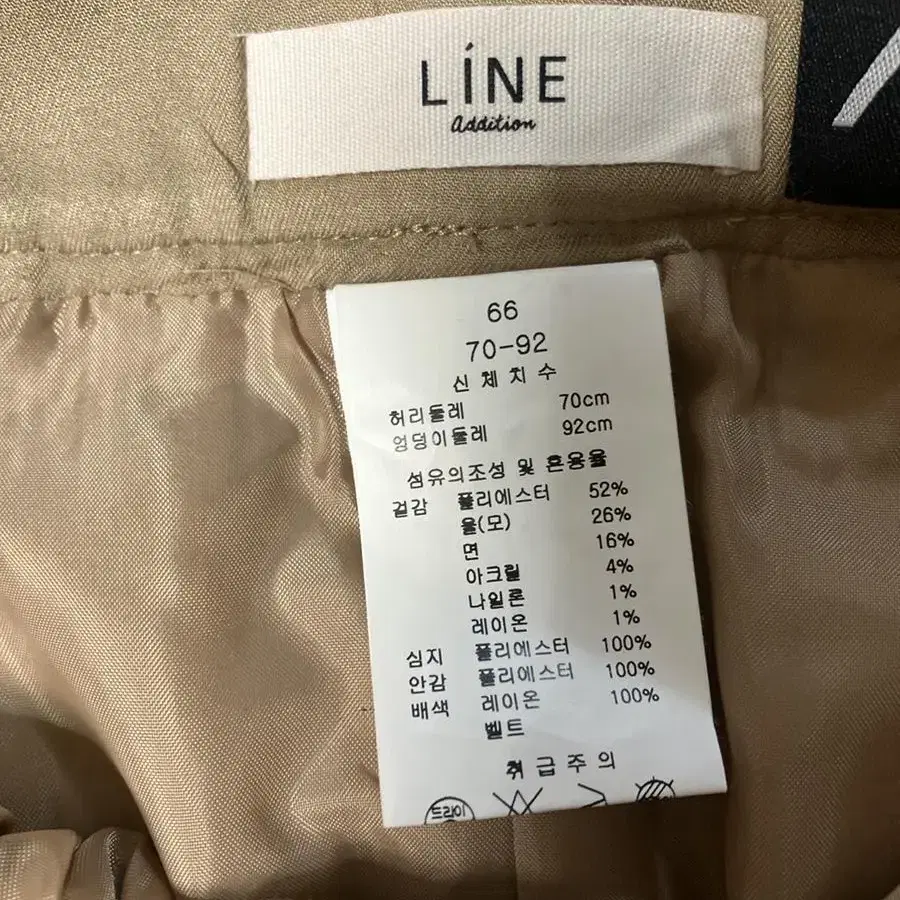 LÍNE
addition
66
70-92
신체치수
허리둘레 70cm
엉덩이둘레 92cm
섬유의조성 및 혼용율
겉감 폴리에스터 52%
울(모) 26%
면 16%
아크릴 4%
나일론 1%
레이온 1%
심지 폴리에스터 100%
안감 폴리에스터 100%
배색 레이온 100%
벨트
취급주의
드라이